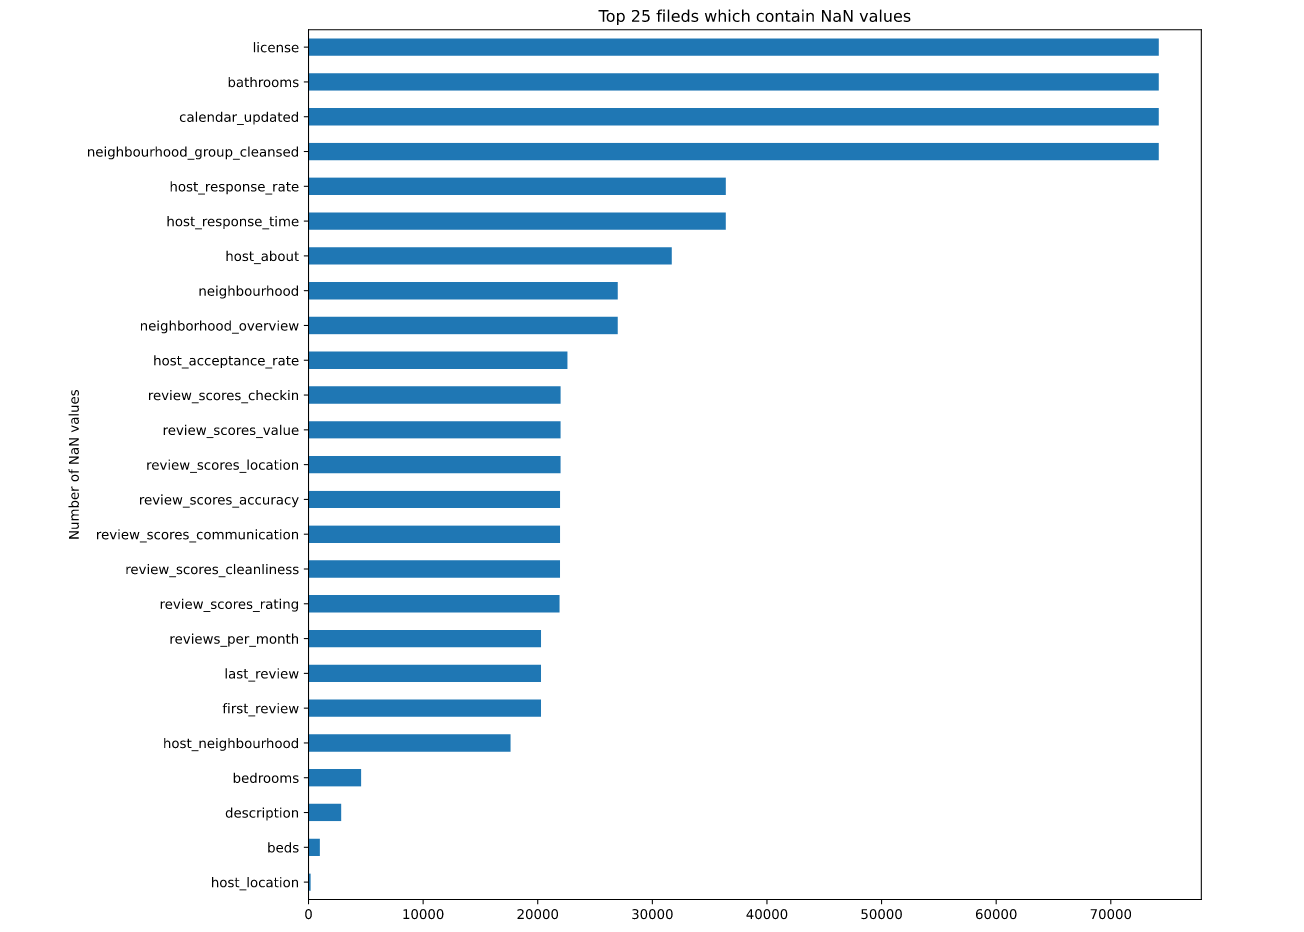 Top 25 fileds which contain NaN values
license
bathrooms
calendar_updated
neighbourhood_group_cleansed
host_response_rate
host_response_time
host_about
neighbourhood
neighborhood_overview
host_acceptance_rate
review_scores_checkin
review_scores_value
review_scores_location
review_scores_accuracy
review_scores_communication
review_scores_cleanliness
review_scores_rating
reviews_per_month
last_review
first_review
host_neighbourhood
bedrooms
description
beds
host_location
Number of NaN values
0 10000 20000 30000 40000 50000 60000 70000